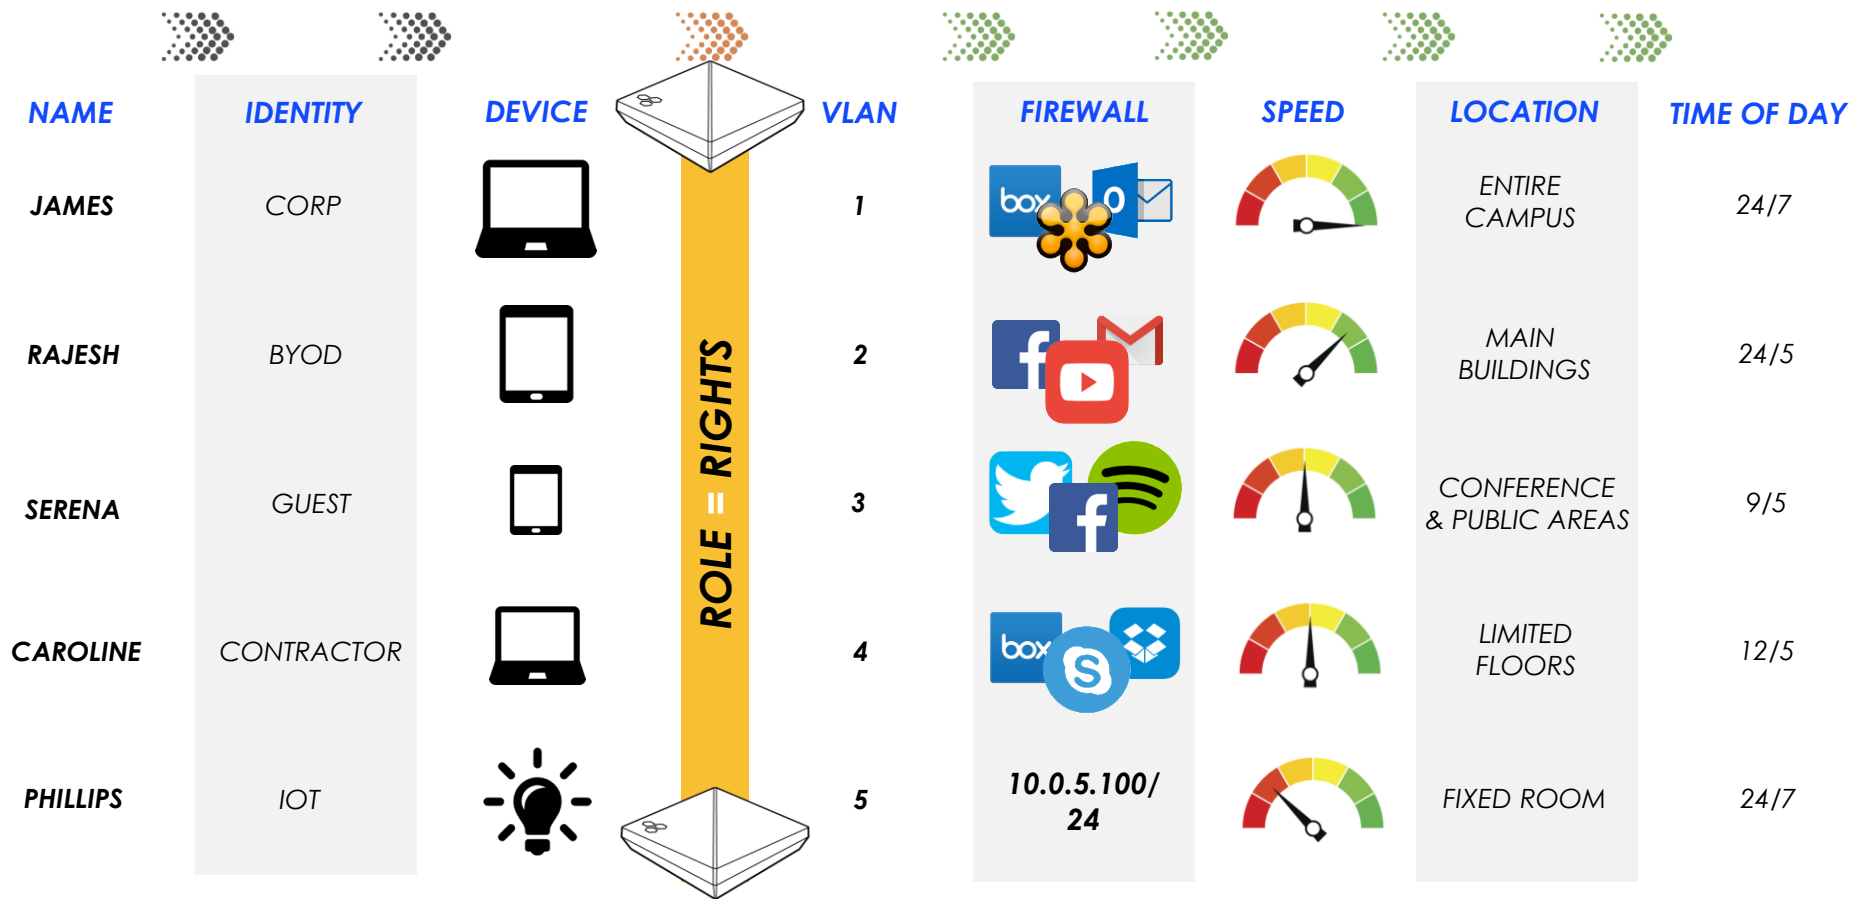 NAME
IDENTITY
DEVICE
VLAN
FIREWALL
SPEED
LOCATION
TIME OF DAY
JAMES
CORP
1
box
O
ENTIRE
CAMPUS
24/7
RAJESH
BYOD
2
f
MAIN
BUILDINGS
24/5
SERENA
GUEST
3
f
CONFERENCE
& PUBLIC AREAS
9/5
CAROLINE
CONTRACTOR
4
box
S
LIMITED
FLOORS
12/5
PHILLIPS
IOT
5
10.0.5.100/
24
FIXED ROOM
24/7
ROLE = RIGHTS